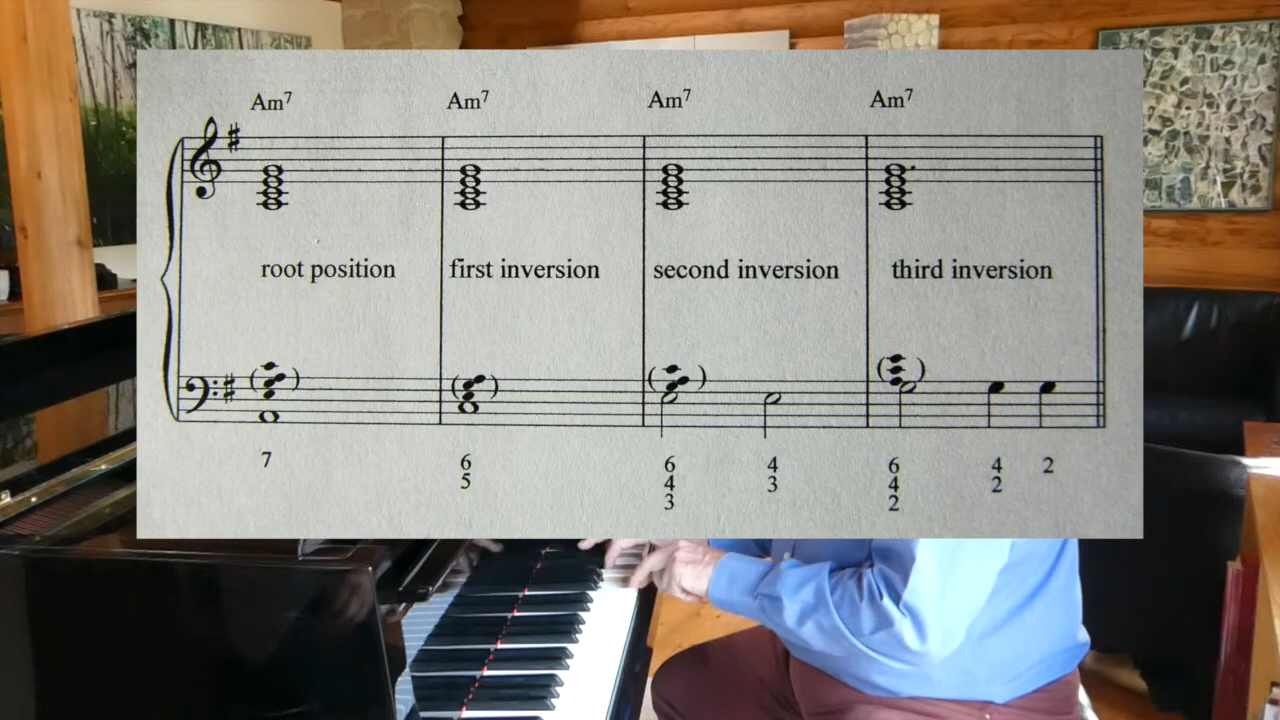 Am7 Am7 Am7 Am7
root position first inversion second inversion third inversion
7 6 6 4 6 4 2
5 4 3 4 2
3 2